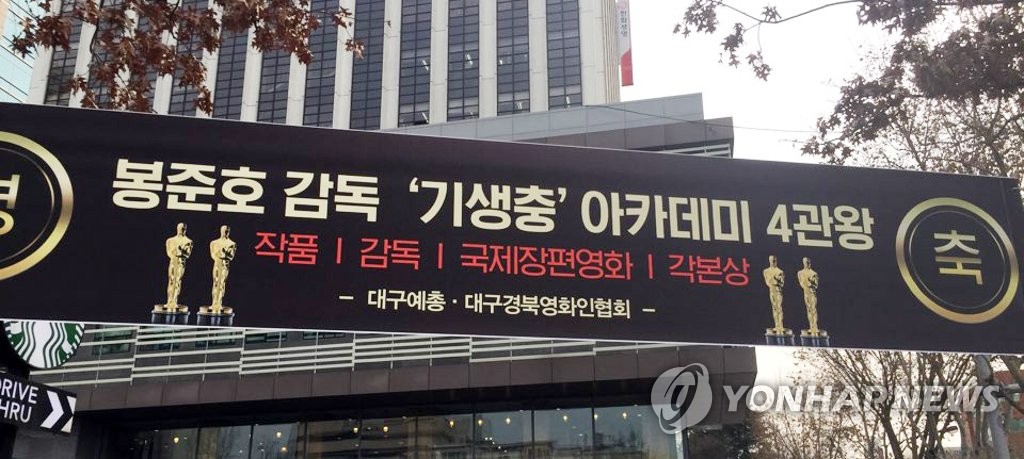 경
봉준호 감독 '기생충' 아카데미 4관왕
작품 | 감독 | 국제장편영화 | 각본상
- 대구예총·대구경북영화인협회 -
축
DRIVE
THRU
YONHAP NEWS